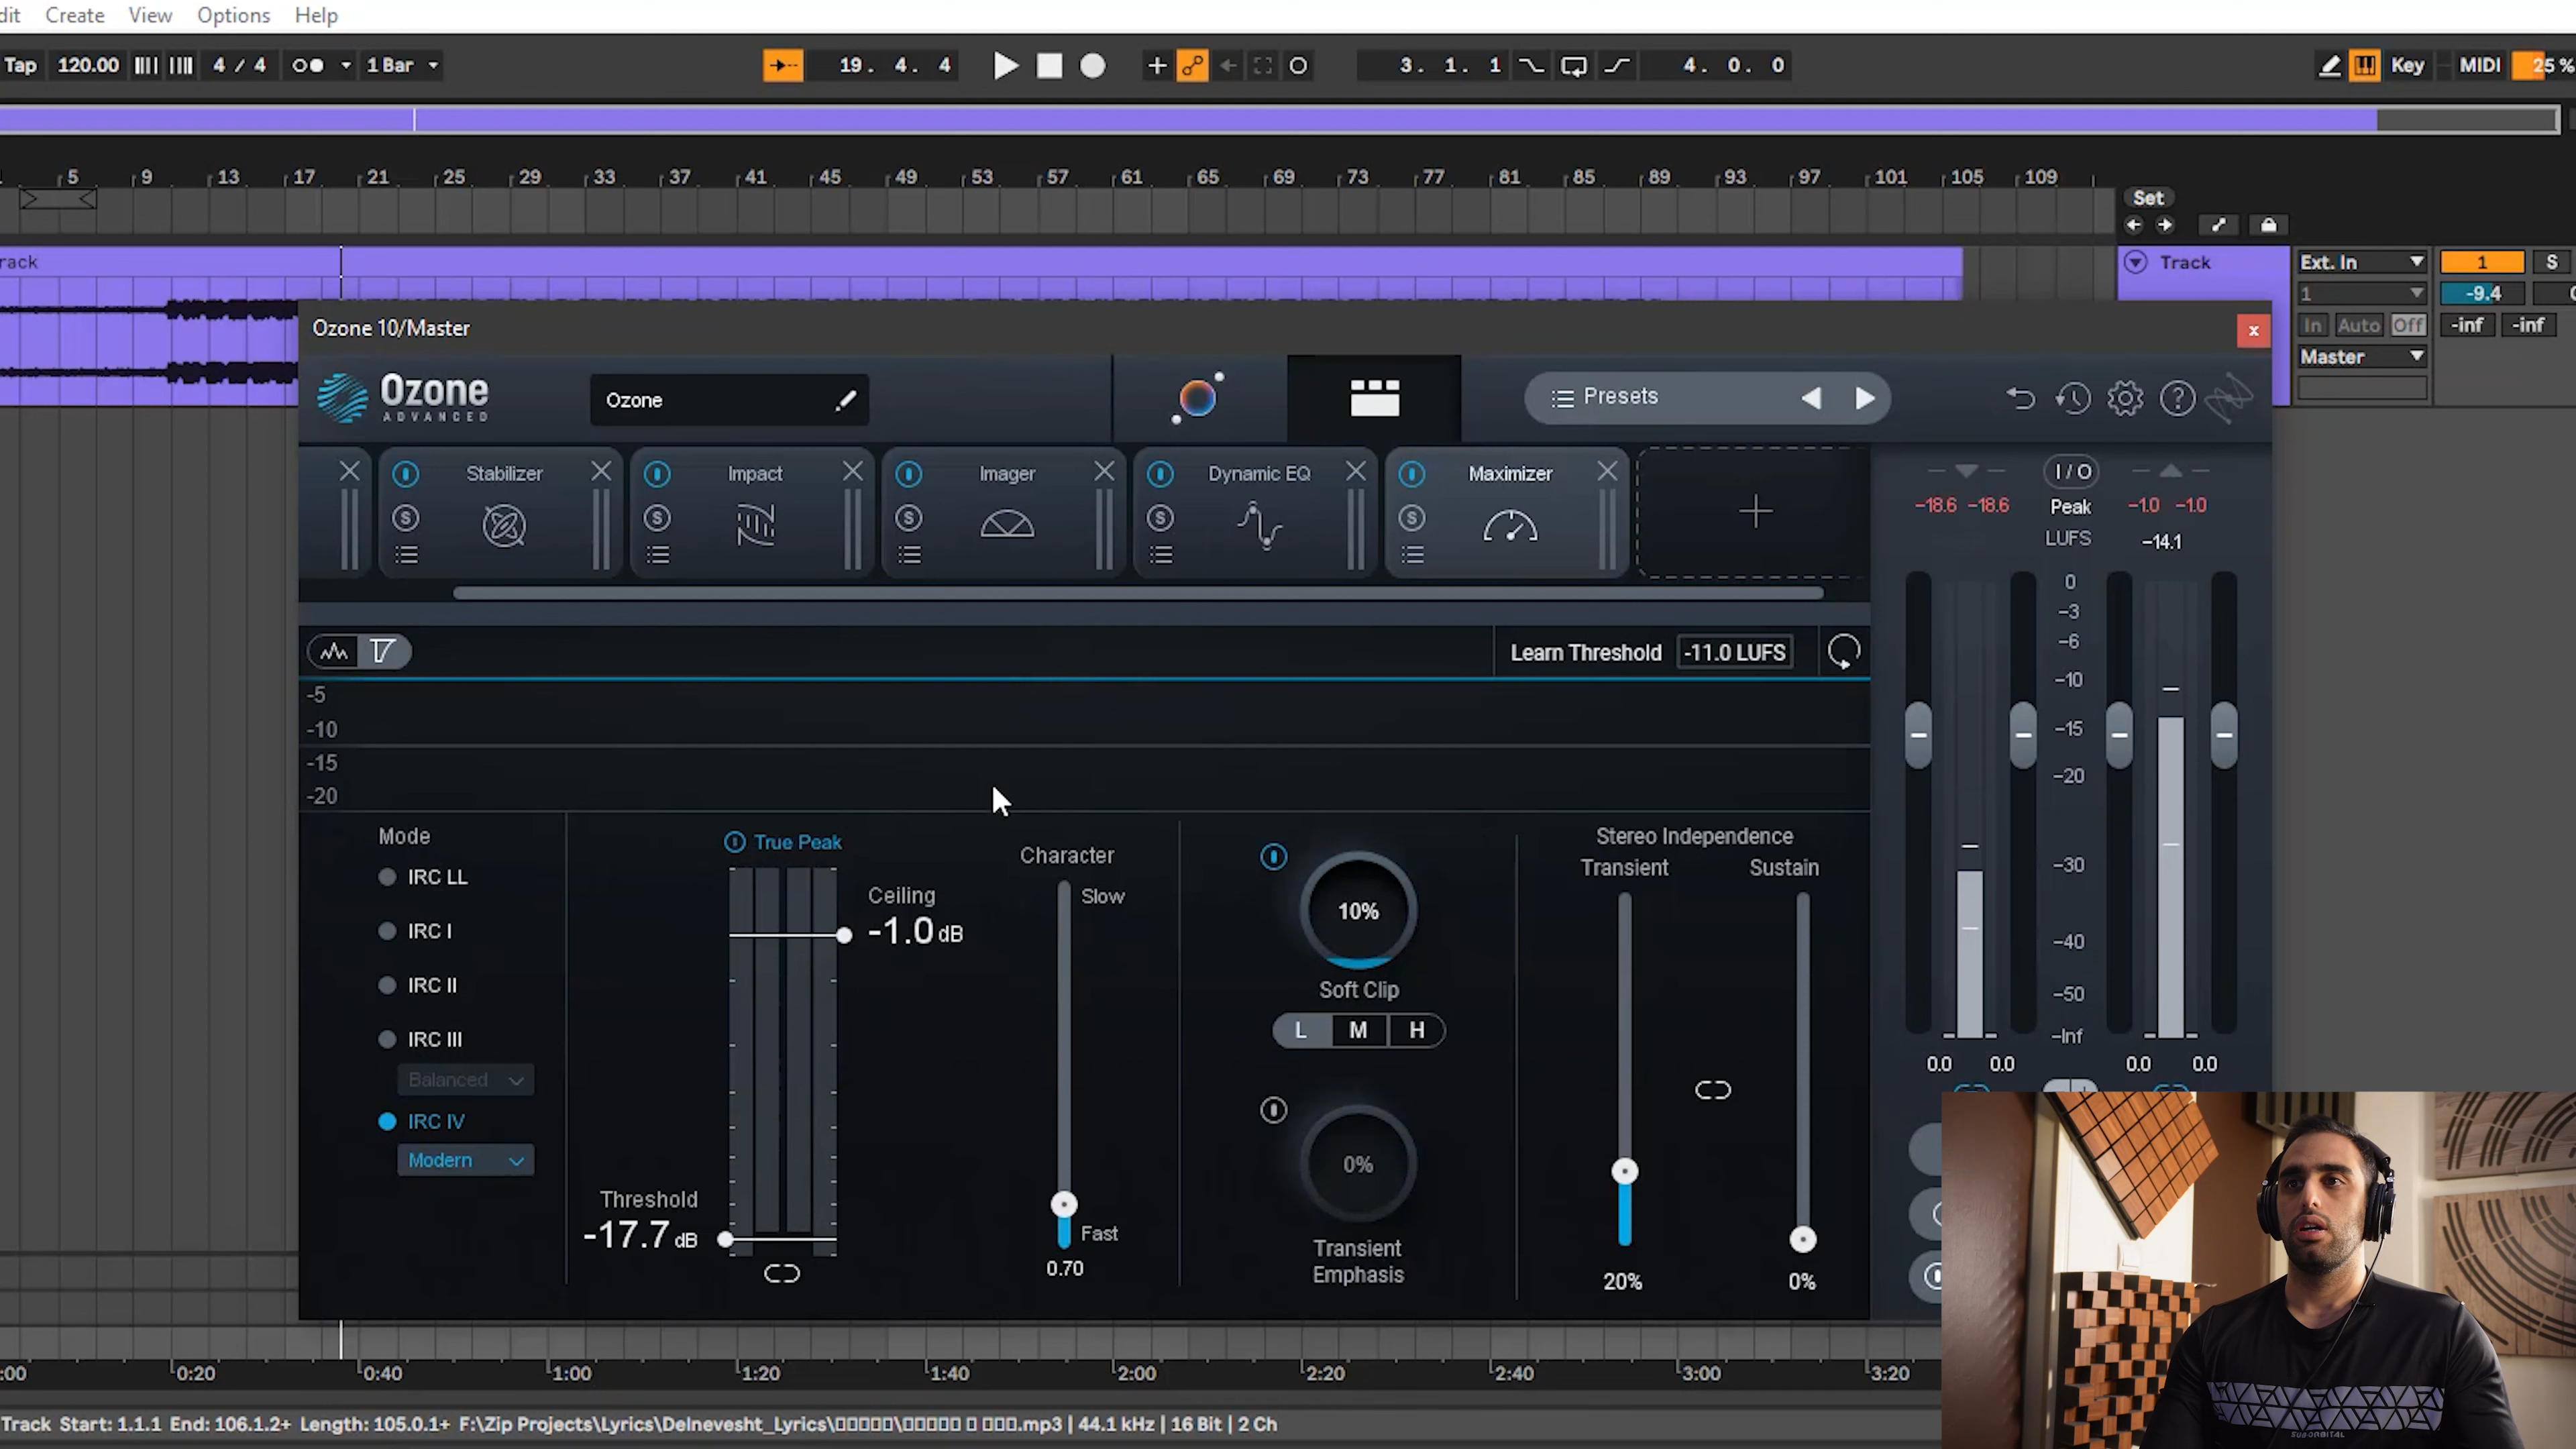 dit Create View Options Help
Tap 120.00 4 / 4 1 Bar 19. 4. 4 3. 1. 1 4. 0. 0 Key MIDI 25 %
5 9 13 17 21 25 29 33 37 41 45 49 53 57 61 65 69 73 77 81 85 89 93 97 101 105 109
Set
rack
Track Ext. In 1 S
1 -9.4
In Auto Off -inf -inf
Master
Ozone 10/Master x
Ozone
ADVANCED
Ozone
Presets
Stabilizer Impact Imager Dynamic EQ Maximizer
S S S S
I / O
-18.6 -18.6 Peak -1.0 -1.0
LUFS -14.1
Learn Threshold -11.0 LUFS
-5
-10
-15
-20
0
-3
-6
-10
-15
-20
-30
-40
-50
-Inf
0.0 0.0 0.0 0.0
Mode
IRC LL
IRC I
IRC II
IRC III
Balanced
IRC IV
Modern
True Peak
Ceiling
-1.0 dB
Threshold
-17.7 dB
Character
Slow
Fast
0.70
10%
Soft Clip
L M H
0%
Transient
Emphasis
Stereo Independence
Transient Sustain
20% 0%
:00 0:20 0:40 1:00 1:20 1:40 2:00 2:20 2:40 3:00 3:20
Track Start: 1.1.1 End: 106.1.2+ Length: 105.0.1+ F:\Zip Projects\Lyrics\Delnevesht_Lyrics\▯▯▯▯▯▯\▯▯▯▯▯▯ ▯ ▯▯▯.mp3 | 44.1 kHz | 16 Bit | 2 Ch
SUBORBITAL